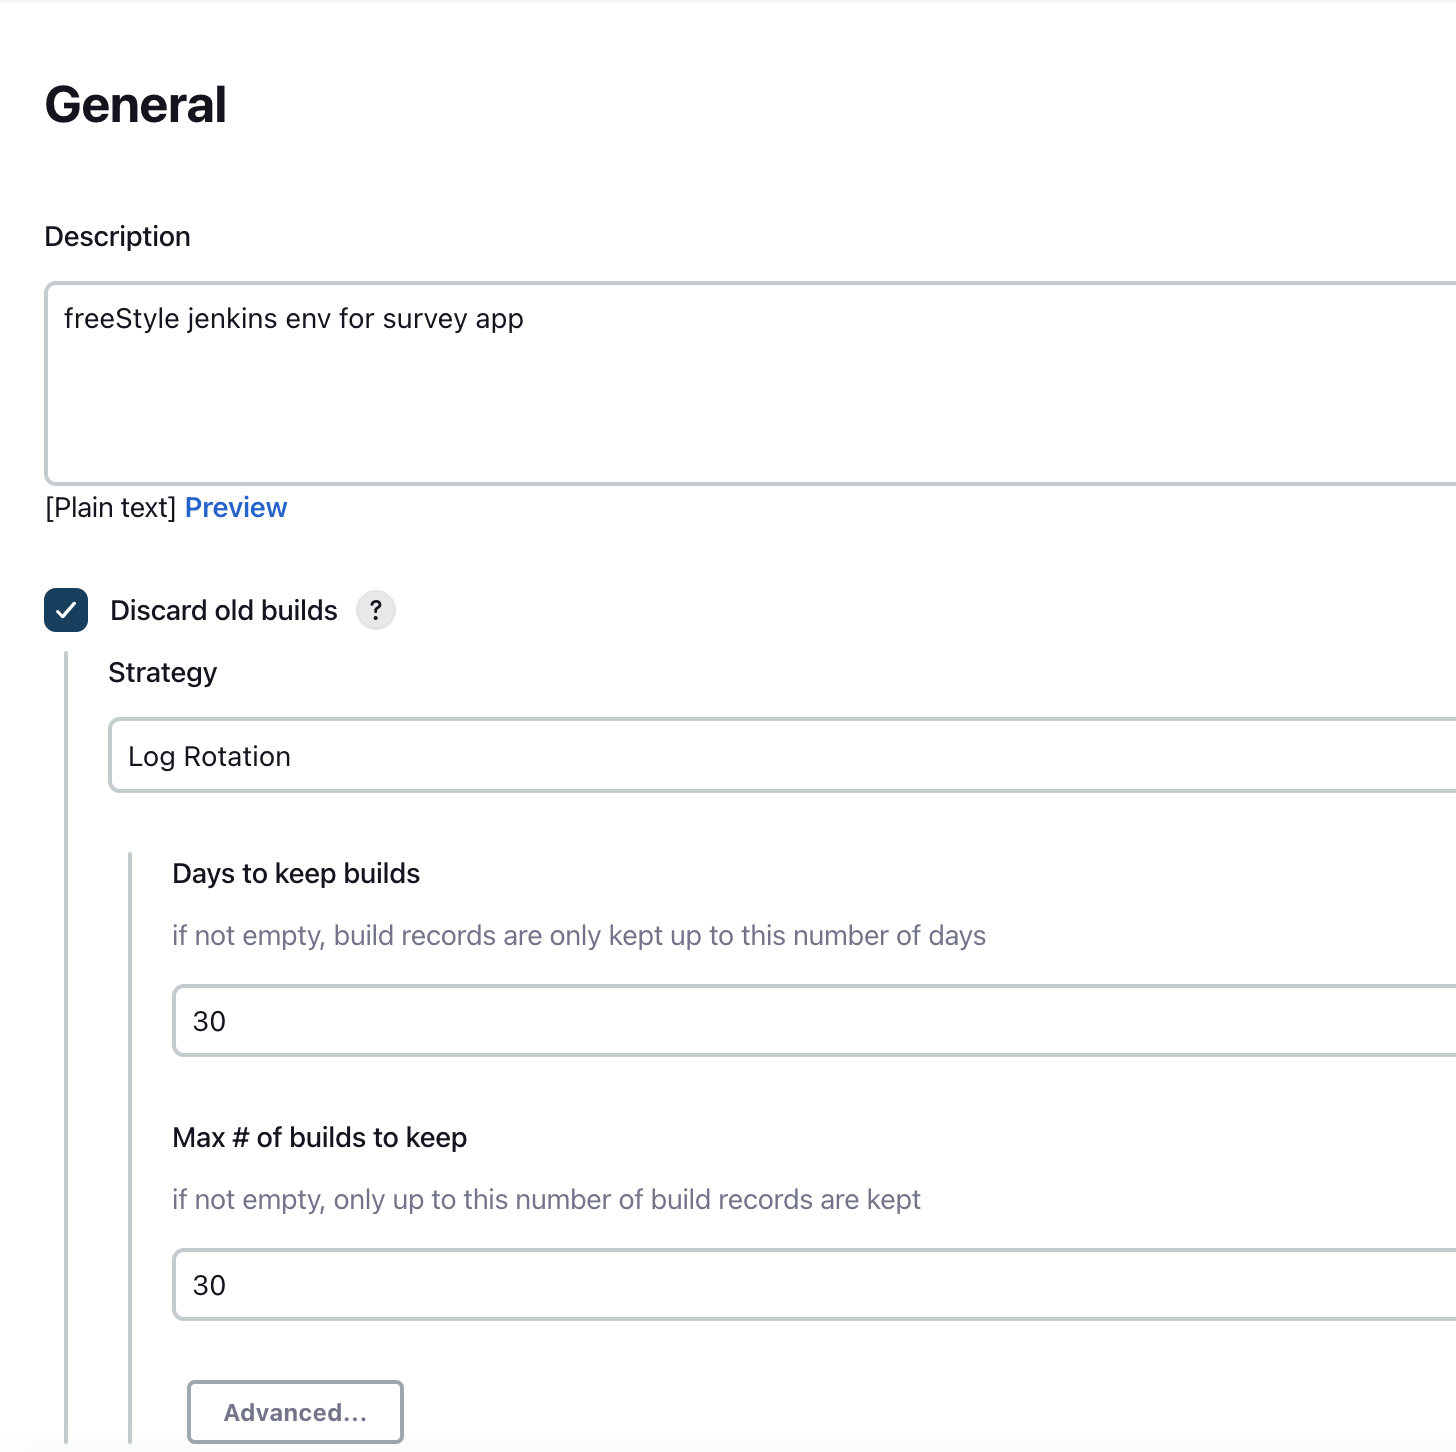 General
Description
freeStyle jenkins env for survey app
[Plain text] Preview
Discard old builds ?
Strategy
Log Rotation
Days to keep builds
if not empty, build records are only kept up to this number of days
30
Max # of builds to keep
if not empty, only up to this number of build records are kept
30
Advanced...